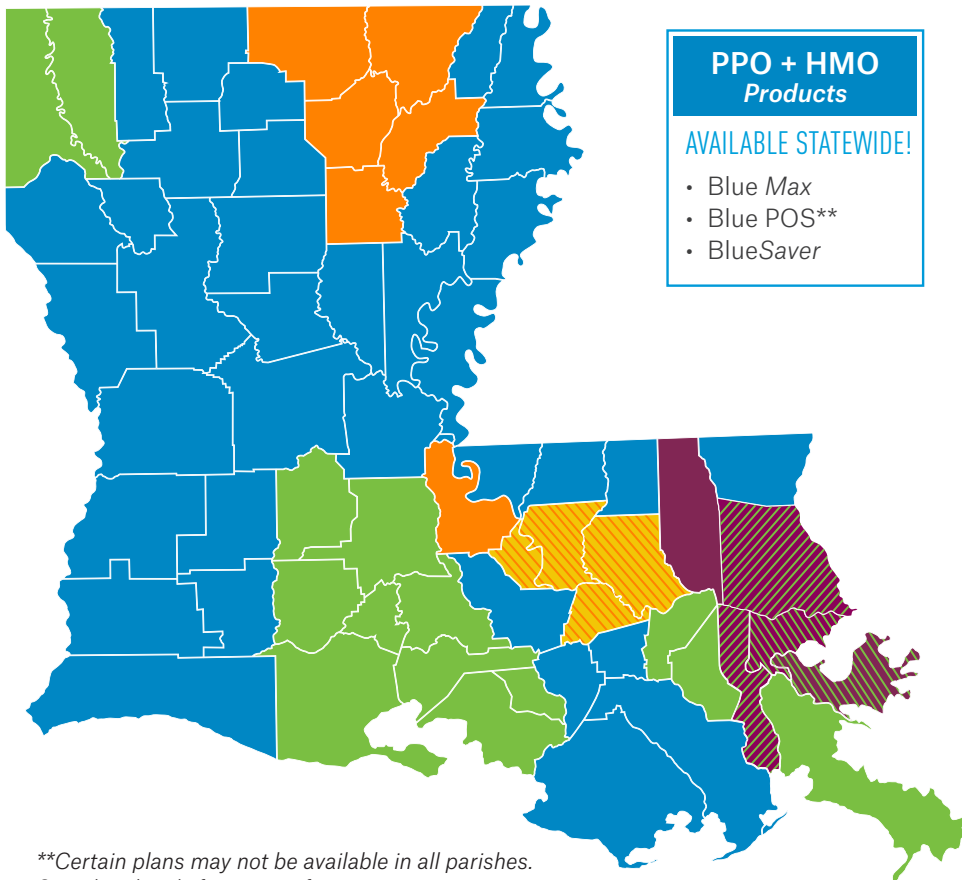 PPO + HMO
Products
AVAILABLE STATEWIDE!
• Blue Max
• Blue POS**
• BlueSaver
**Certain plans may not be available in all parishes.